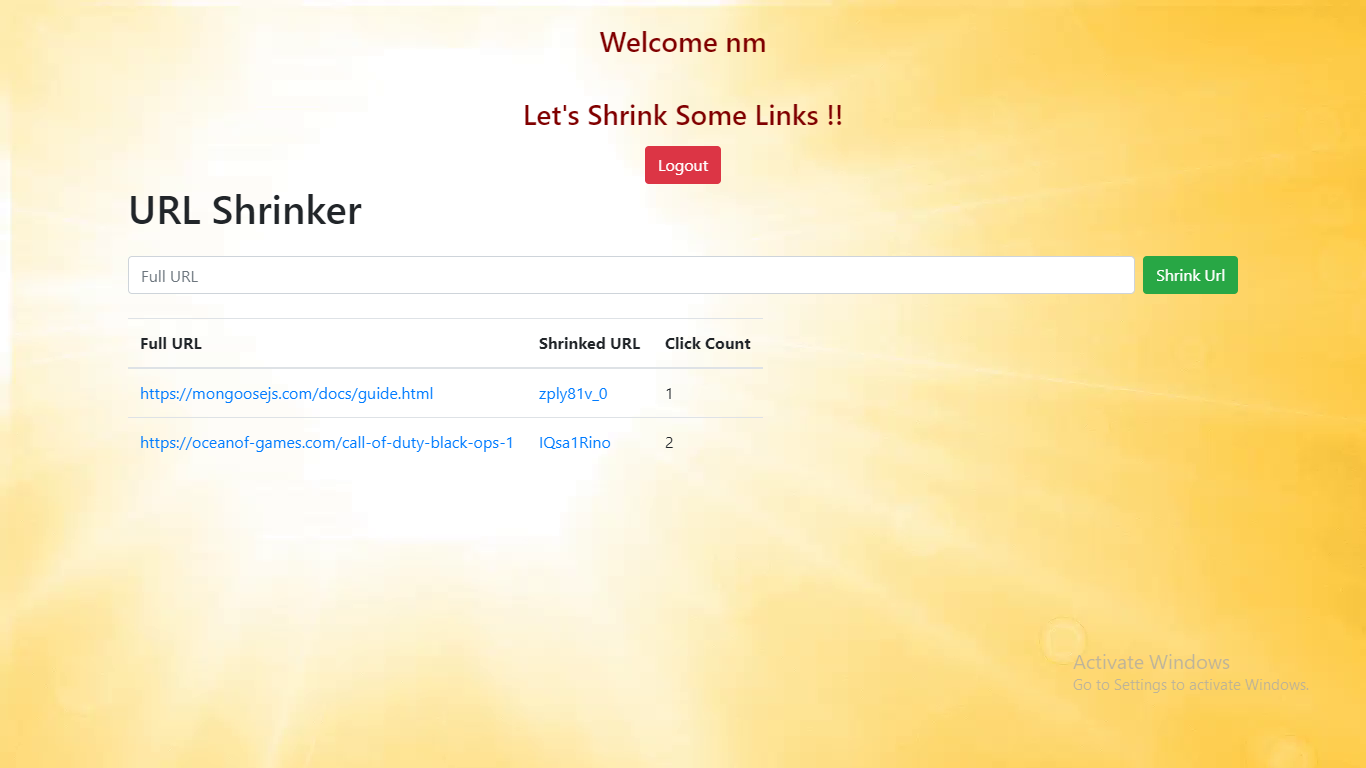 Welcome nm
Let's Shrink Some Links !!
Logout
URL Shrinker
Full URL
Shrink Url
Full URL Shrinked URL Click Count
https://mongoosejs.com/docs/guide.html zply81v_0 1
https://oceanof-games.com/call-of-duty-black-ops-1 IQsa1Rino 2
Activate Windows
Go to Settings to activate Windows.